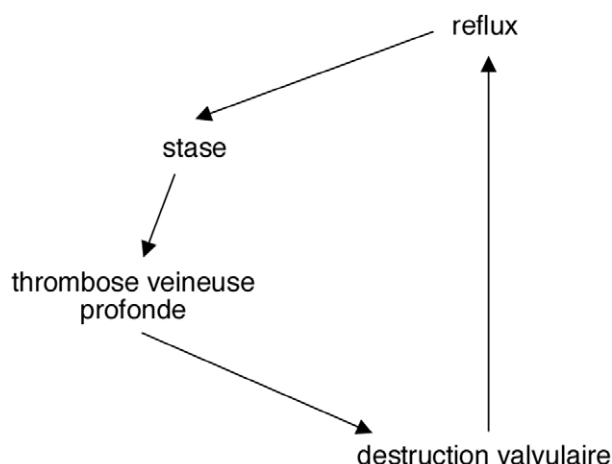 reflux
stase
thrombose veineuse
profonde
destruction valvulaire